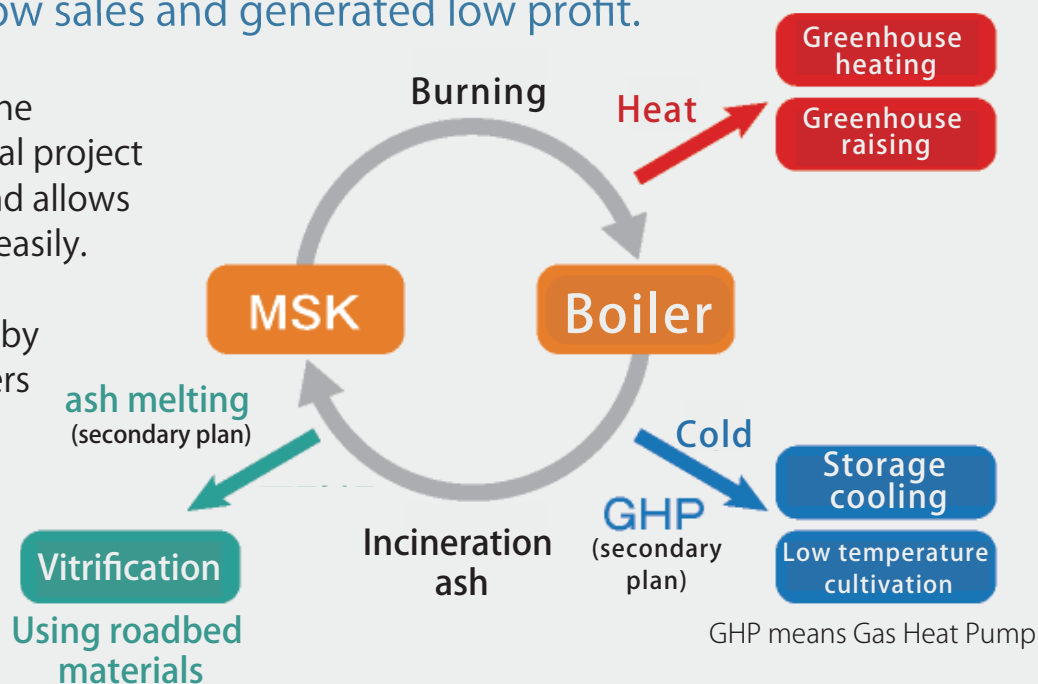 ow sales and generated low profit.
ne
al project
nd allows
easily.
by
ers
Burning
Heat
Greenhouse
heating
Greenhouse
raising
MSK
Boiler
ash melting
(secondary plan)
Cold
Storage
cooling
GHP
(secondary
plan)
Low temperature
cultivation
Incineration
ash
Vitrification
Using roadbed
materials
GHP means Gas Heat Pump